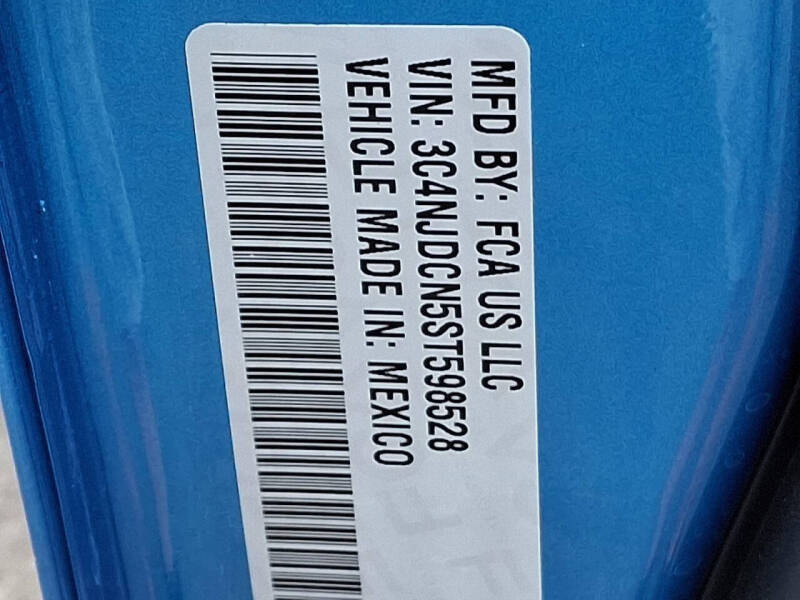 MFD BY: FCA US LLC
VIN: 3C4NJDCN5ST598528
VEHICLE MADE IN: MEXICO